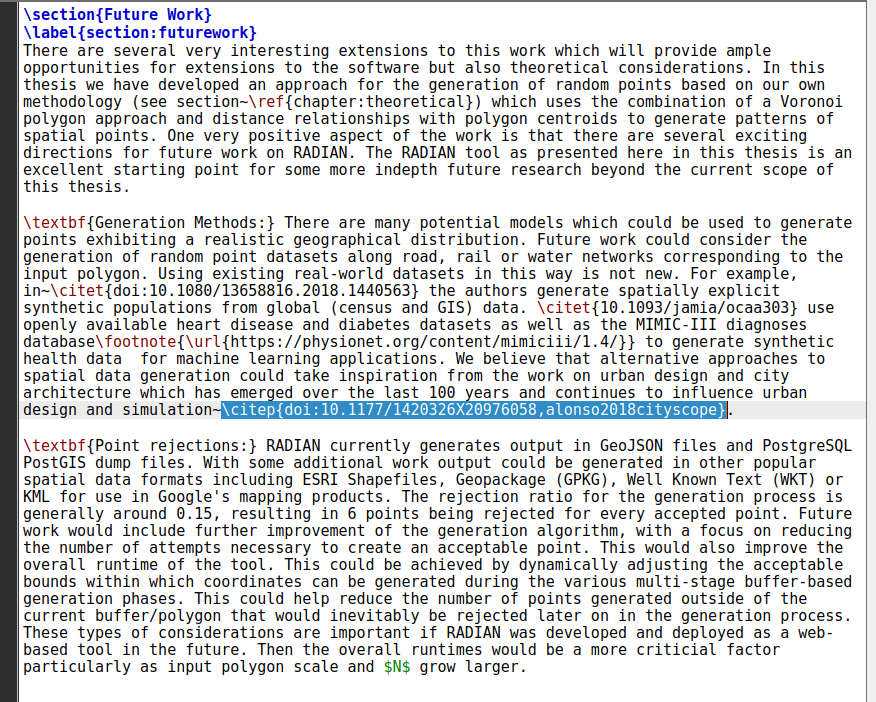 \section{Future Work}
\label{section:futurework}
There are several very interesting extensions to this work which will provide ample
opportunities for extensions to the software but also theoretical considerations. In this
thesis we have developed an approach for the generation of random points based on our own
methodology (see section~\ref{chapter:theoretical}) which uses the combination of a Voronoi
polygon approach and distance relationships with polygon centroids to generate patterns of
spatial points. One very positive aspect of the work is that there are several exciting
directions for future work on RADIAN. The RADIAN tool as presented here in this thesis is an
excellent starting point for some more indepth future research beyond the current scope of
this thesis.

\textbf{Generation Methods:} There are many potential models which could be used to generate
points exhibiting a realistic geographical distribution. Future work could consider the
generation of random point datasets along road, rail or water networks corresponding to the
input polygon. Using existing real-world datasets in this way is not new. For example,
in~\citet{doi:10.1080/13658816.2018.1440563} the authors generate spatially explicit
synthetic populations from global (census and GIS) data. \citet{10.1093/jamia/ocaa303} use
openly available heart disease and diabetes datasets as well as the MIMIC-III diagnoses
database\footnote{\url{https://physionet.org/content/mimiciii/1.4/}} to generate synthetic
health data  for machine learning applications. We believe that alternative approaches to
spatial data generation could take inspiration from the work on urban design and city
architecture which has emerged over the last 100 years and continues to influence urban
design and simulation~\citep{doi:10.1177/1420326X20976058,alonso2018cityscope}.

\textbf{Point rejections:} RADIAN currently generates output in GeoJSON files and PostgreSQL
PostGIS dump files. With some additional work output could be generated in other popular
spatial data formats including ESRI Shapefiles, Geopackage (GPKG), Well Known Text (WKT) or
KML for use in Google's mapping products. The rejection ratio for the generation process is
generally around 0.15, resulting in 6 points being rejected for every accepted point. Future
work would include further improvement of the generation algorithm, with a focus on reducing
the number of attempts necessary to create an acceptable point. This would also improve the
overall runtime of the tool. This could be achieved by dynamically adjusting the acceptable
bounds within which coordinates can be generated during the various multi-stage buffer-based
generation phases. This could help reduce the number of points generated outside of the
current buffer/polygon that would inevitably be rejected later on in the generation process.
These types of considerations are important if RADIAN was developed and deployed as a web-
based tool in the future. Then the overall runtimes would be a more criticial factor
particularly as input polygon scale and $N$ grow larger.